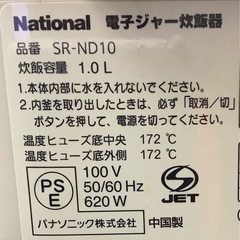 National 電子ジャー炊飯器
品番 SR-ND10
炊飯容量 1.0 L
1.本体内部に水を入れないでください。
2.内釜を取り出すときは、必ず「取消／切」
ボタンを押して、電源を切ってください。
温度ヒューズ底中央 172 ℃
温度ヒューズ底外側 172 ℃
PS
E
100 V
50/60 Hz
620 W
JET
パナソニック株式会社 中国製